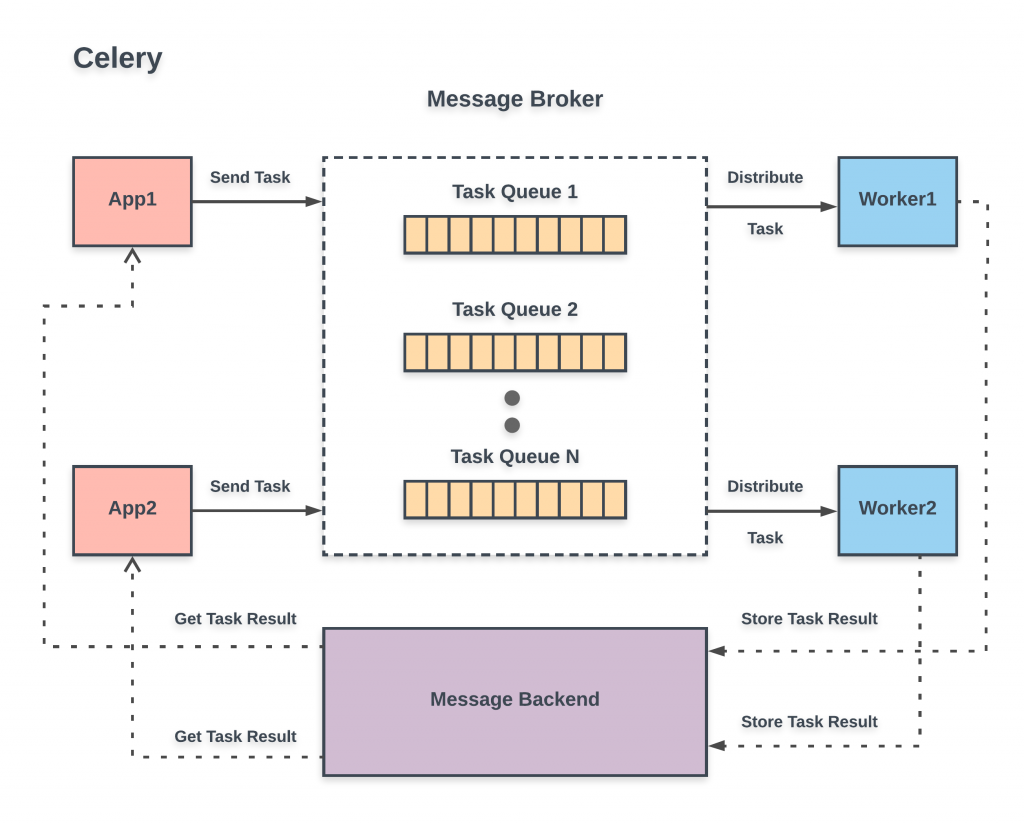 Celery
Message Broker
App1
Send Task
Task Queue 1
Distribute
Task
Worker1
Task Queue 2
Task Queue N
App2
Send Task
Distribute
Task
Worker2
Get Task Result
Store Task Result
Message Backend
Get Task Result
Store Task Result